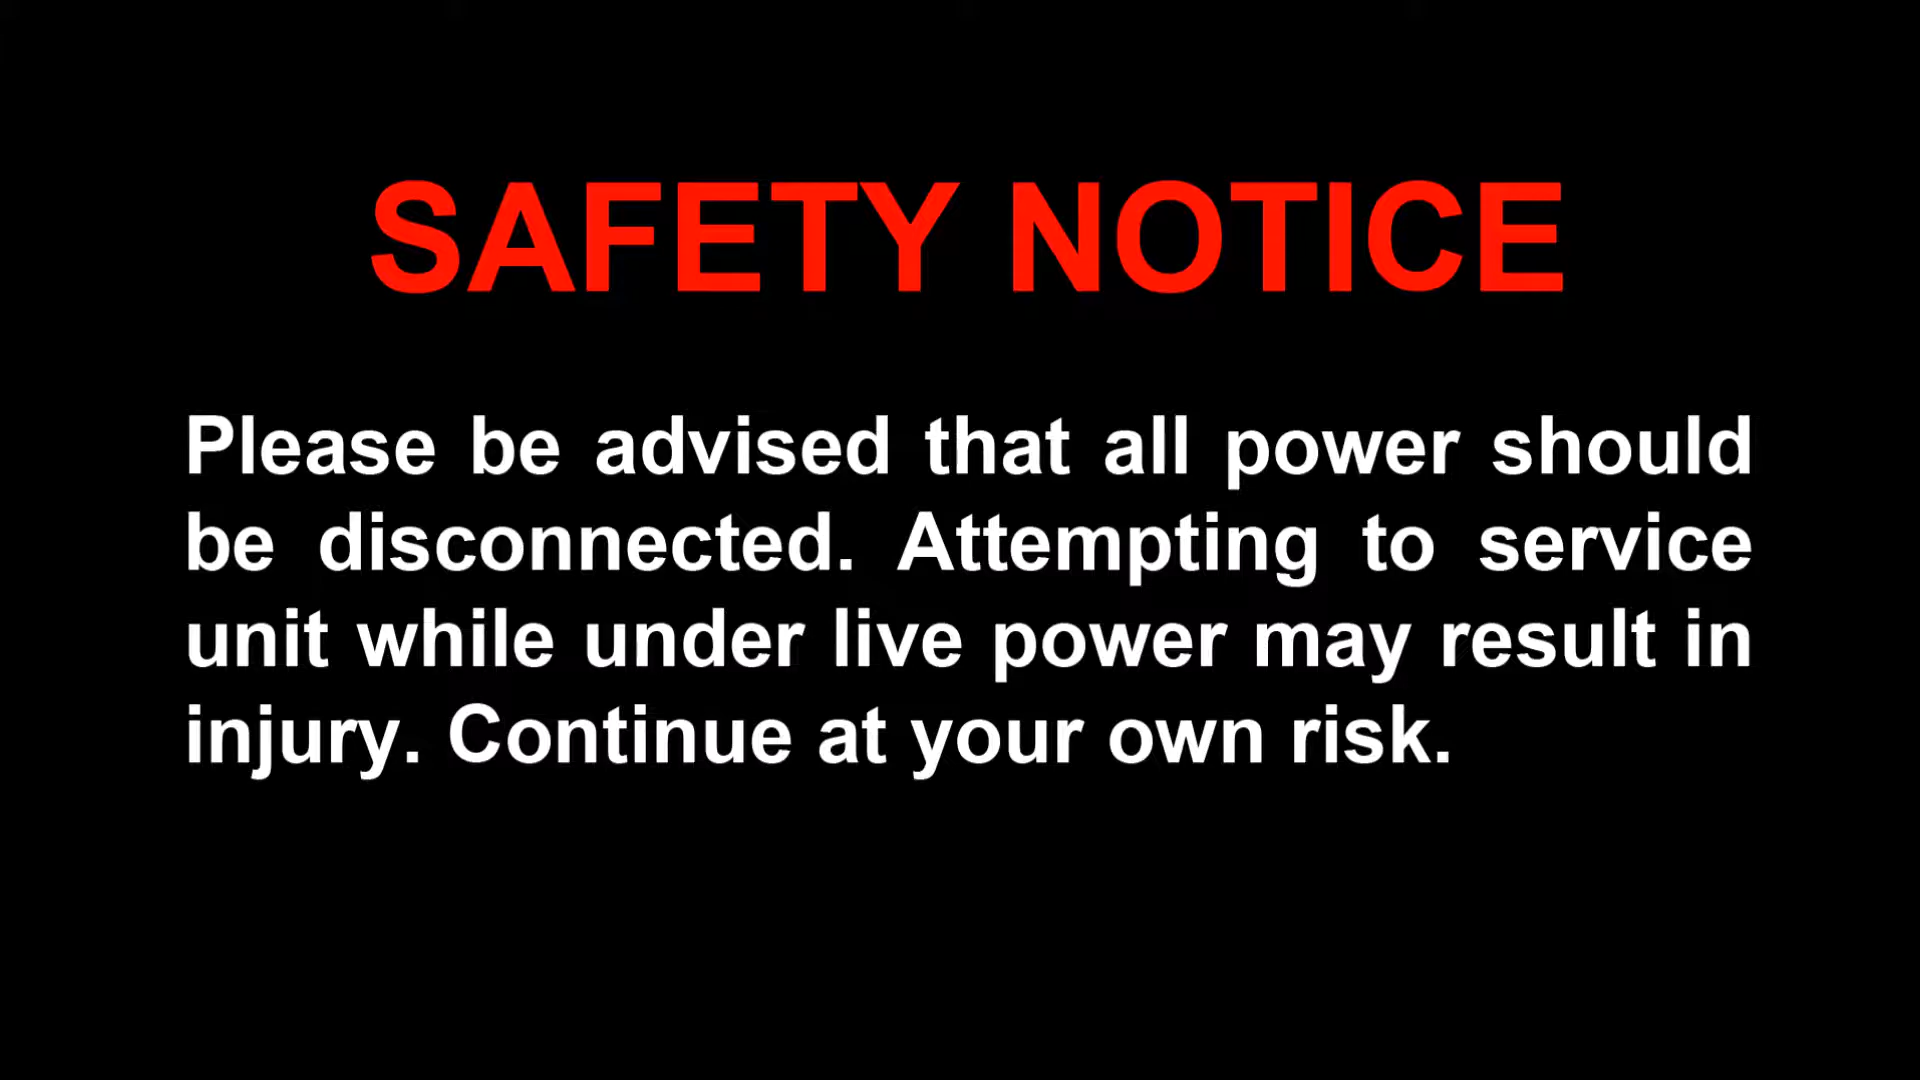 SAFETY NOTICE
Please be advised that all power should
be disconnected. Attempting to service
unit while under live power may result in
injury. Continue at your own risk.